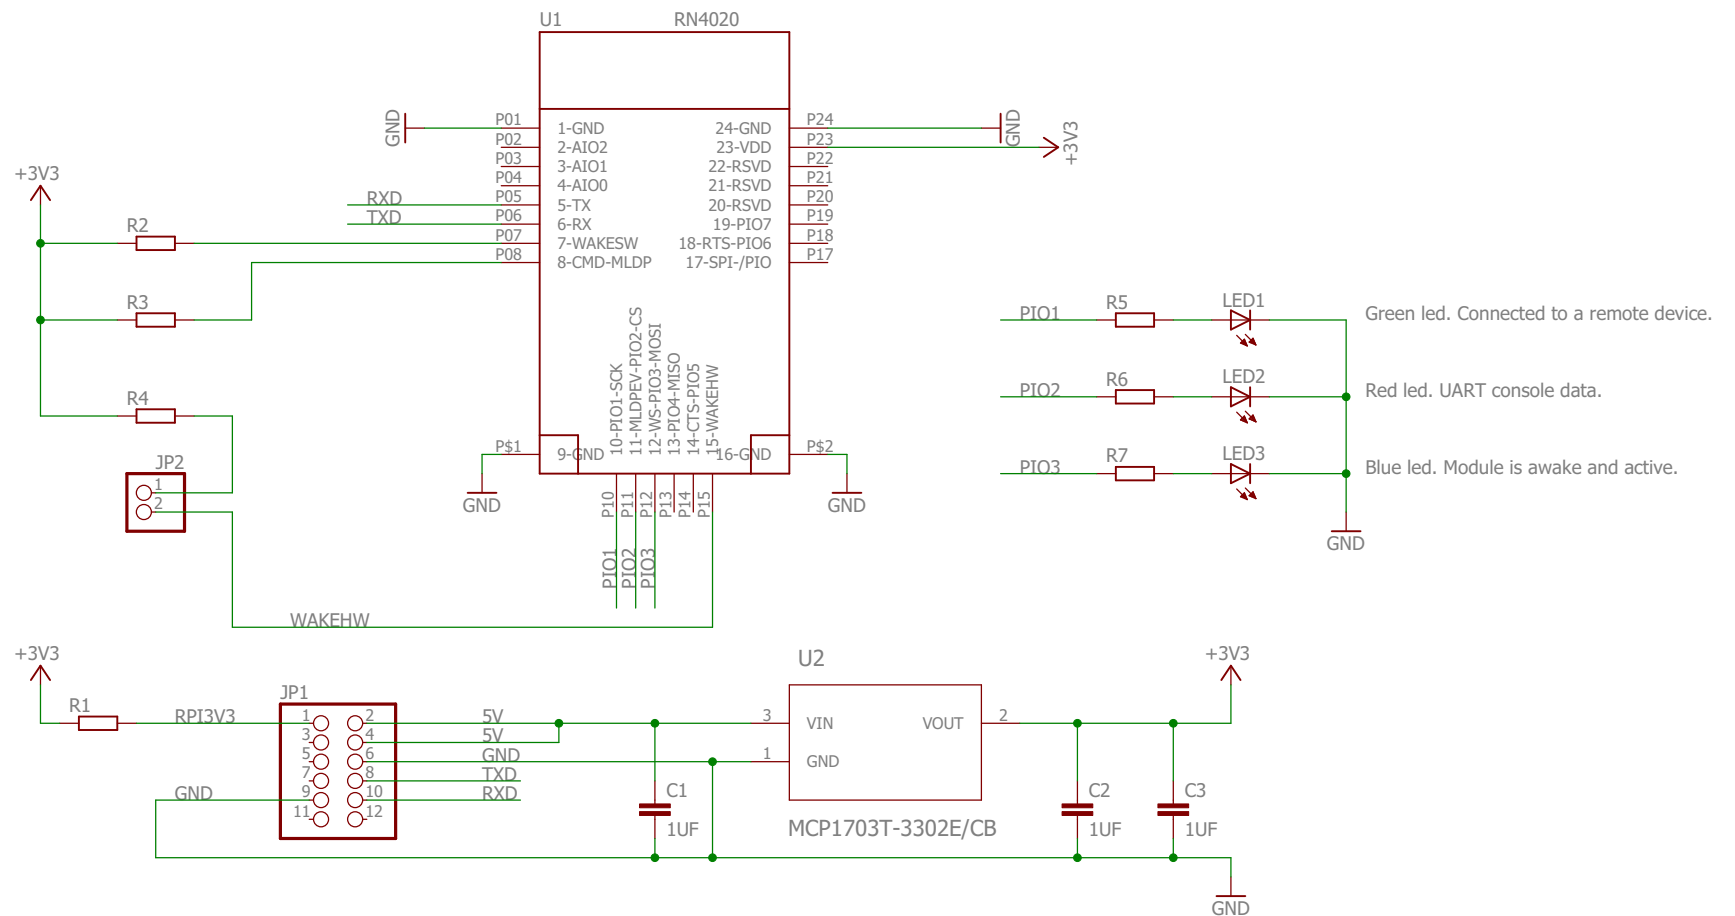 U1
RN4020
GND
P01
1-GND
P02
2-AIO2
P03
3-AIO1
P04
4-AIO0
RXD
P05
5-TX
TXD
P06
6-RX
P07
7-WAKESW
P08
8-CMD-MLDP
24-GND
P24
GND
23-VDD
P23
+3V3
22-RSVD
P22
21-RSVD
P21
20-RSVD
P20
19-PIO7
P19
18-RTS-PIO6
P18
17-SPI-/PIO
P17
+3V3
R2
R3
R4
JP2
1
2
10-PIO1-SCK
11-MLDPEV-PIO2-CS
12-WS-PIO3-MOSI
13-PIO4-MISO
14-CTS-PIO5
15-WAKEHW
P$1
9-GND
16-GND
P$2
GND
GND
P10
P11
P12
P13
P14
P15
PIO1
PIO2
PIO3
WAKEHW
PIO1
R5
LED1
Green led. Connected to a remote device.
PIO2
R6
LED2
Red led. UART console data.
PIO3
R7
LED3
Blue led. Module is awake and active.
GND
+3V3
R1
RPI3V3
JP1
1
2
5V
3
4
5V
5
6
GND
7
8
TXD
GND
9
10
RXD
11
12
C1
1UF
U2
3
VIN
VOUT
2
1
GND
MCP1703T-3302E/CB
+3V3
C2
1UF
C3
1UF
GND